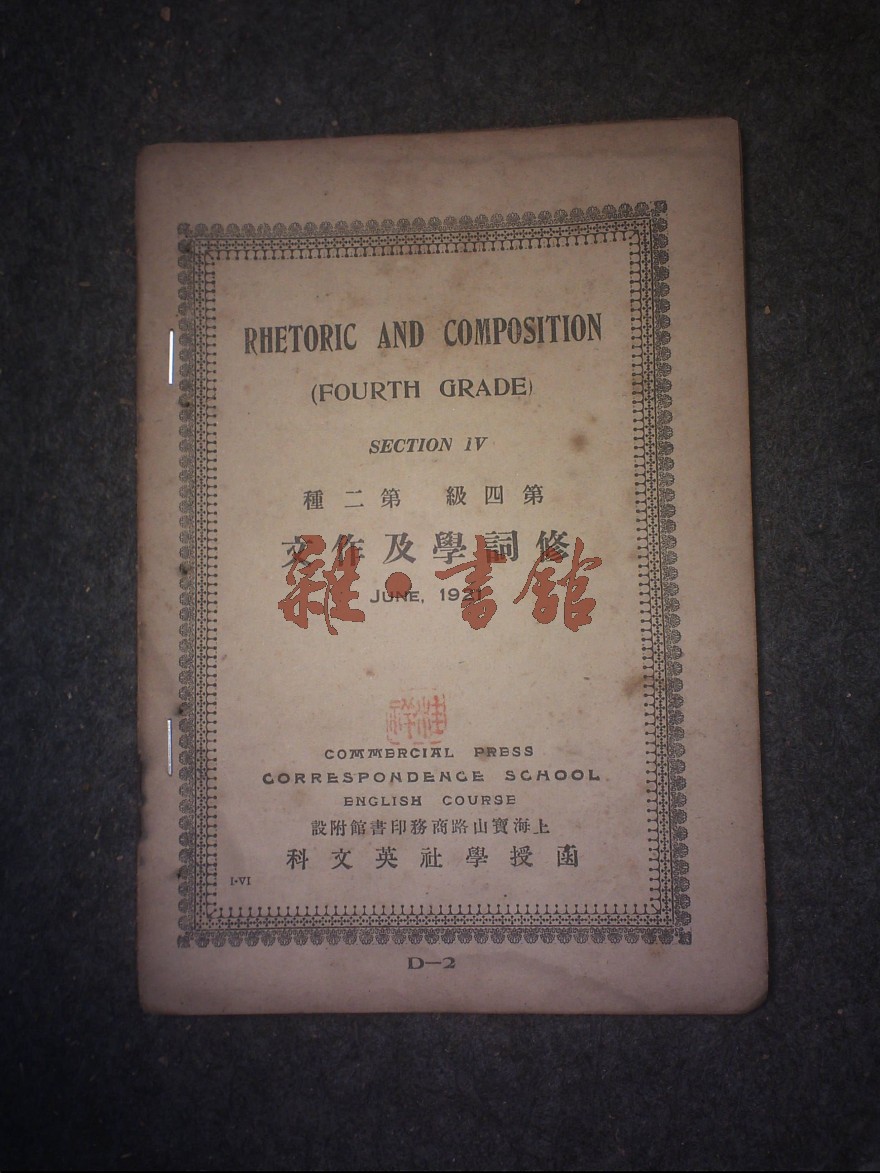 RHETORIC AND COMPOSITION
(FOURTH GRADE)
SECTION IV
第四級 第二種
修詞學及作文
雜·書館
JUNE, 1921
COMMERCIAL PRESS
CORRESPONDENCE SCHOOL
ENGLISH COURSE
上海寶山路商務印書館附設
函授學社英文科
I-VI
D—2